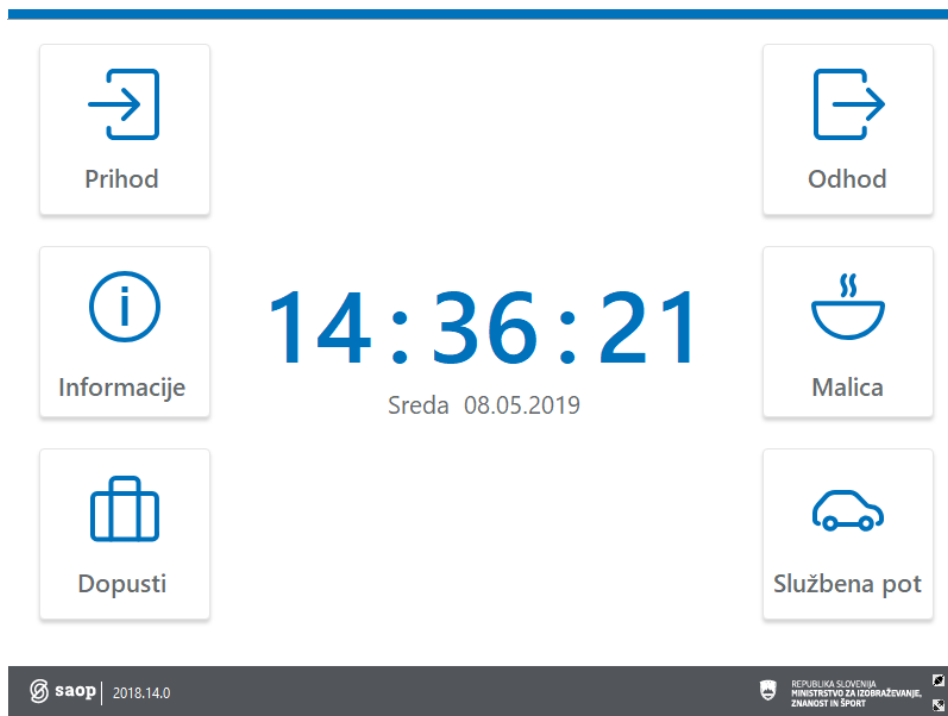 Prihod
Odhod
Informacije
14:36:21
Sreda 08.05.2019
Malica
Dopusti
Službena pot
saop 2018.14.0
REPUBLIKA SLOVENIJA
MINISTRSTVO ZA IZOBRAŽEVANJE,
ZNANOST IN ŠPORT